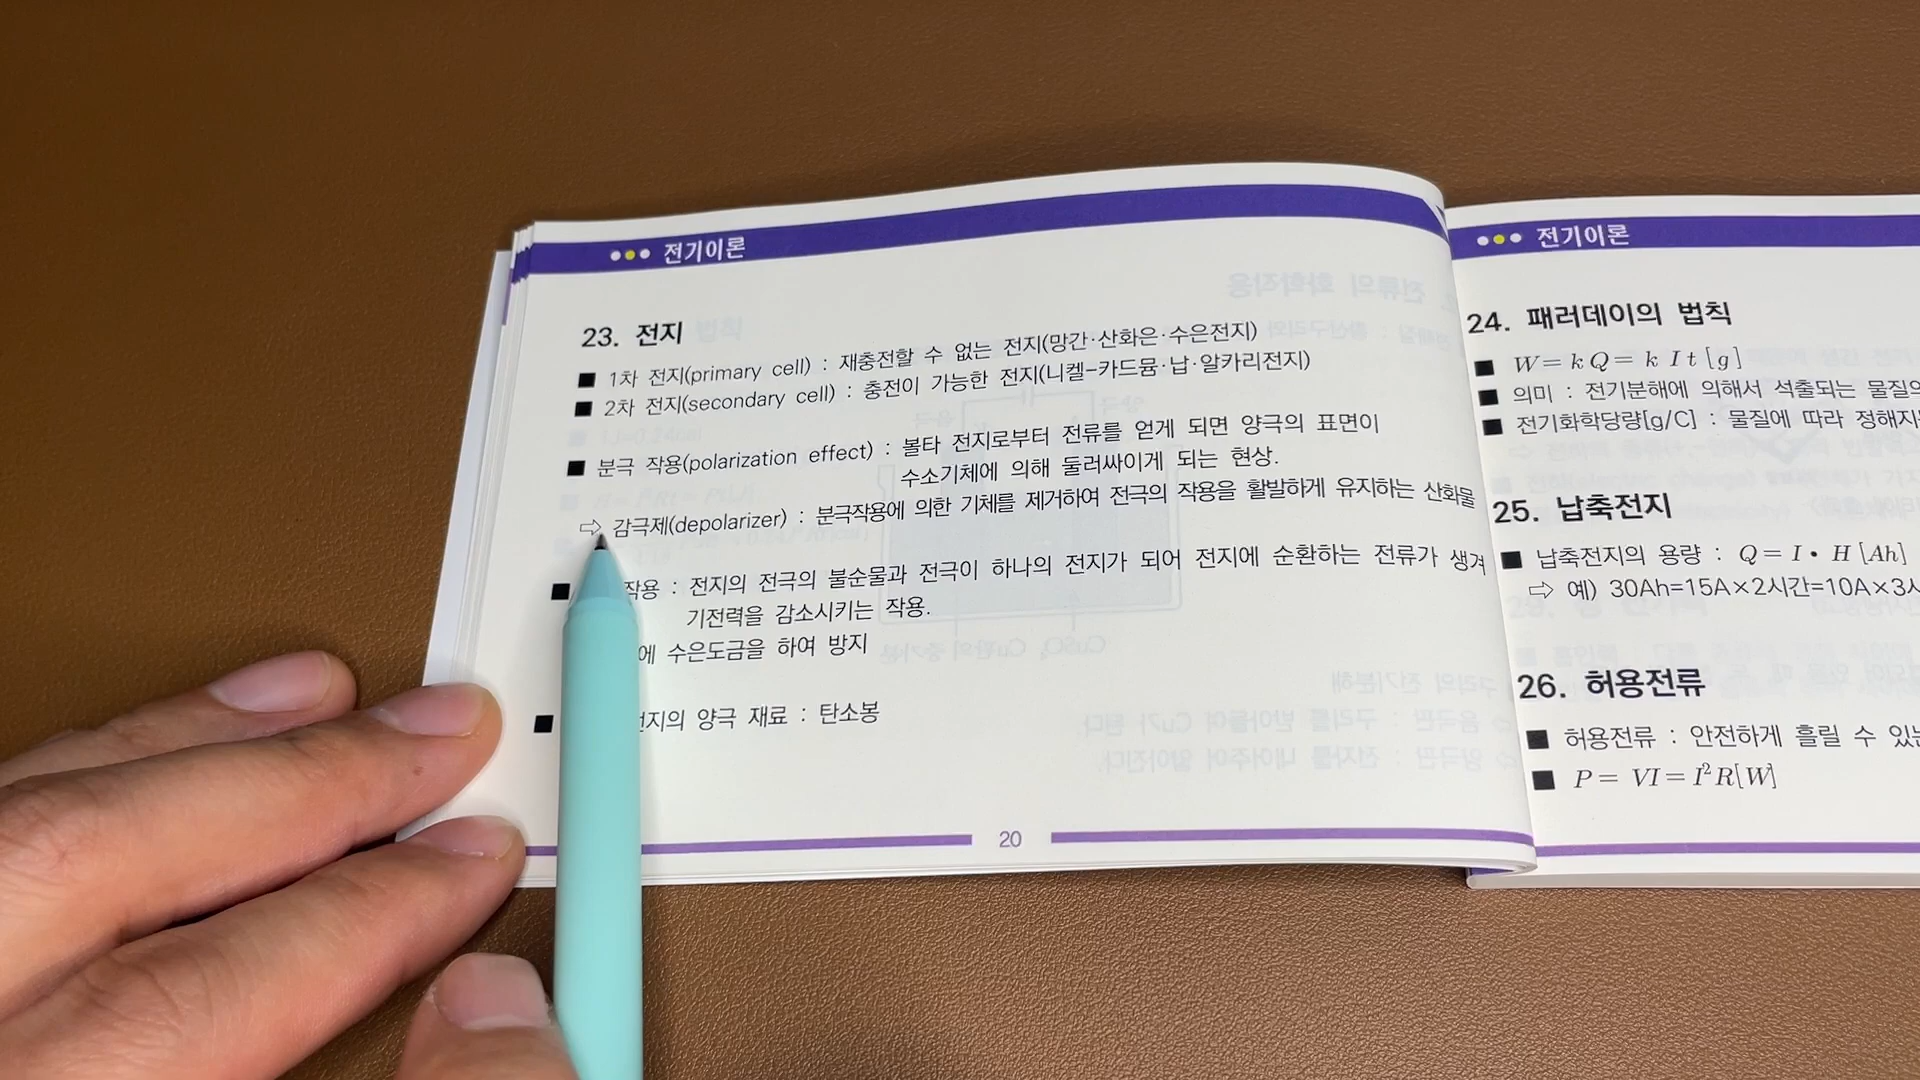 전기이론
23. 전지
■ 1차 전지(primary cell) : 재충전할 수 없는 전지(망간·산화은·수은전지)
■ 2차 전지(secondary cell) : 충전이 가능한 전지(니켈-카드뮴·납·알카리전지)
■ 분극 작용(polarization effect) : 볼타 전지로부터 전류를 얻게 되면 양극의 표면이
수소기체에 의해 둘러싸이게 되는 현상.
⇨ 감극제(depolarizer) : 분극작용에 의한 기체를 제거하여 전극의 작용을 활발하게 유지하는 산화물
■ 작용 : 전지의 전극의 불순물과 전극이 하나의 전지가 되어 전지에 순환하는 전류가 생겨
기전력을 감소시키는 작용.
에 수은도금을 하여 방지
■ 전지의 양극 재료 : 탄소봉
20
전기이론
24. 패러데이의 법칙
■ W = k Q = k I t [g]
■ 의미 : 전기분해에 의해서 석출되는 물질의
■ 전기화학당량[g/C] : 물질에 따라 정해지는
25. 납축전지
■ 납축전지의 용량 : Q = I • H [Ah]
⇨ 예) 30Ah=15A×2시간=10A×3시
26. 허용전류
■ 허용전류 : 안전하게 흘릴 수 있는
■ P = VI = I²R[W]